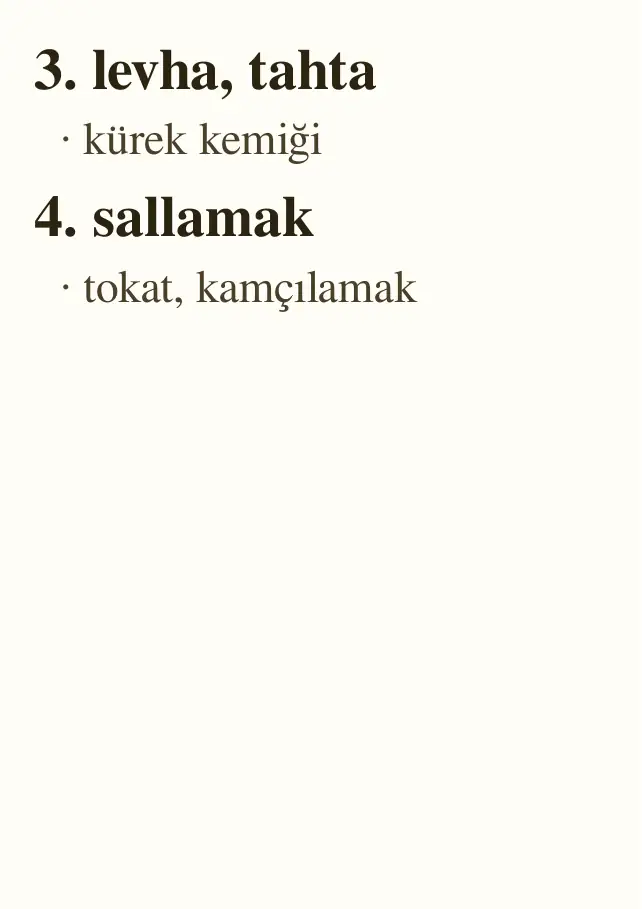 3. levha, tahta
· kürek kemiği
4. sallamak
· tokat, kamçılamak